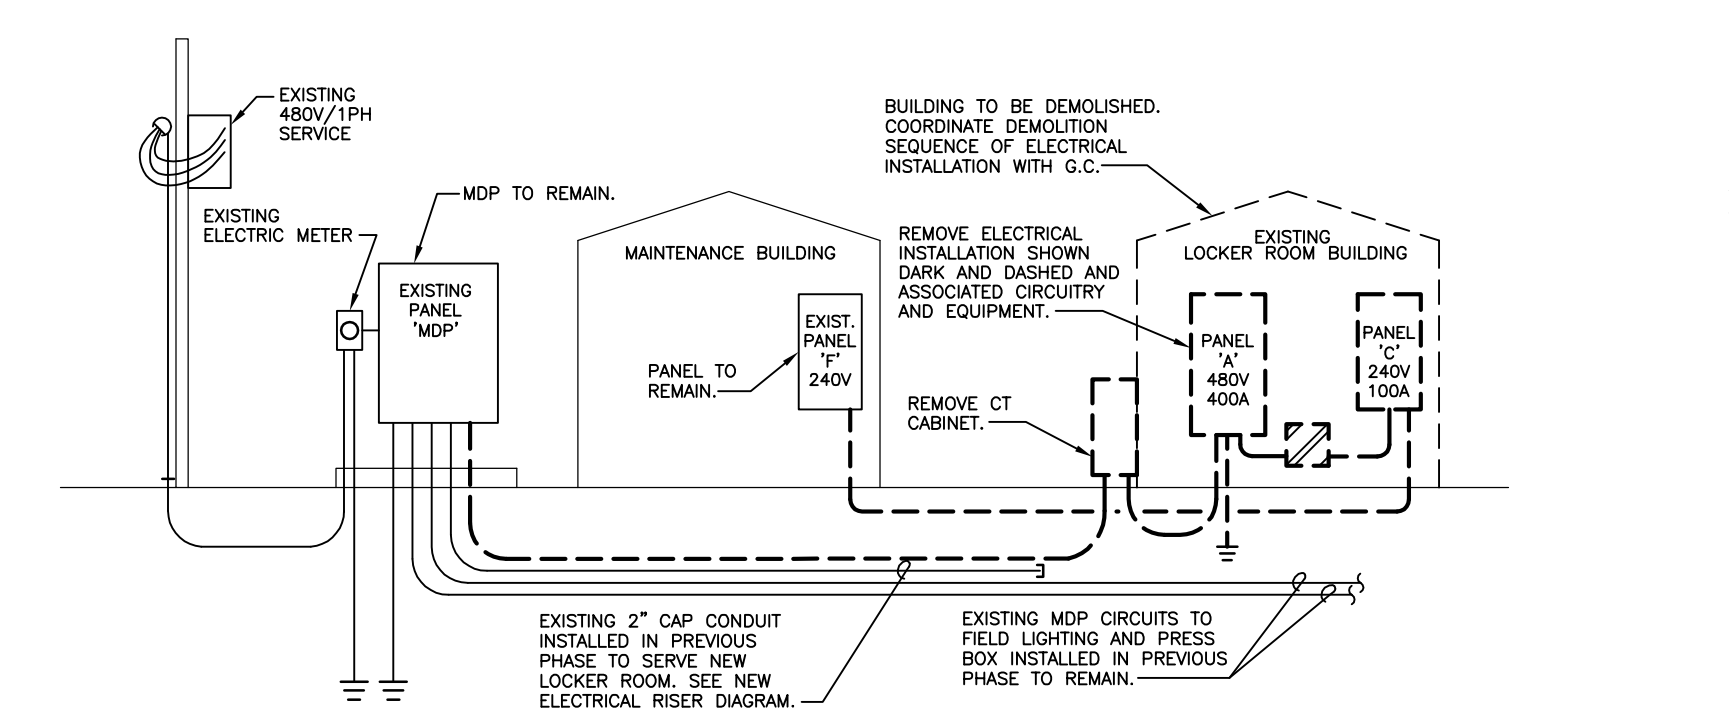 EXISTING
480V/1PH
SERVICE
EXISTING
ELECTRIC METER
MDP TO REMAIN.
EXISTING
PANEL
'MDP'
MAINTENANCE BUILDING
EXIST.
PANEL
'F'
240V
PANEL TO
REMAIN.
BUILDING TO BE DEMOLISHED.
COORDINATE DEMOLITION
SEQUENCE OF ELECTRICAL
INSTALLATION WITH G.C.
REMOVE ELECTRICAL
INSTALLATION SHOWN
DARK AND DASHED AND
ASSOCIATED CIRCUITRY
AND EQUIPMENT.
EXISTING
LOCKER ROOM BUILDING
PANEL
'A'
480V
400A
PANEL
'C'
240V
100A
REMOVE CT
CABINET.
EXISTING 2" CAP CONDUIT
INSTALLED IN PREVIOUS
PHASE TO SERVE NEW
LOCKER ROOM. SEE NEW
ELECTRICAL RISER DIAGRAM.
EXISTING MDP CIRCUITS TO
FIELD LIGHTING AND PRESS
BOX INSTALLED IN PREVIOUS
PHASE TO REMAIN.